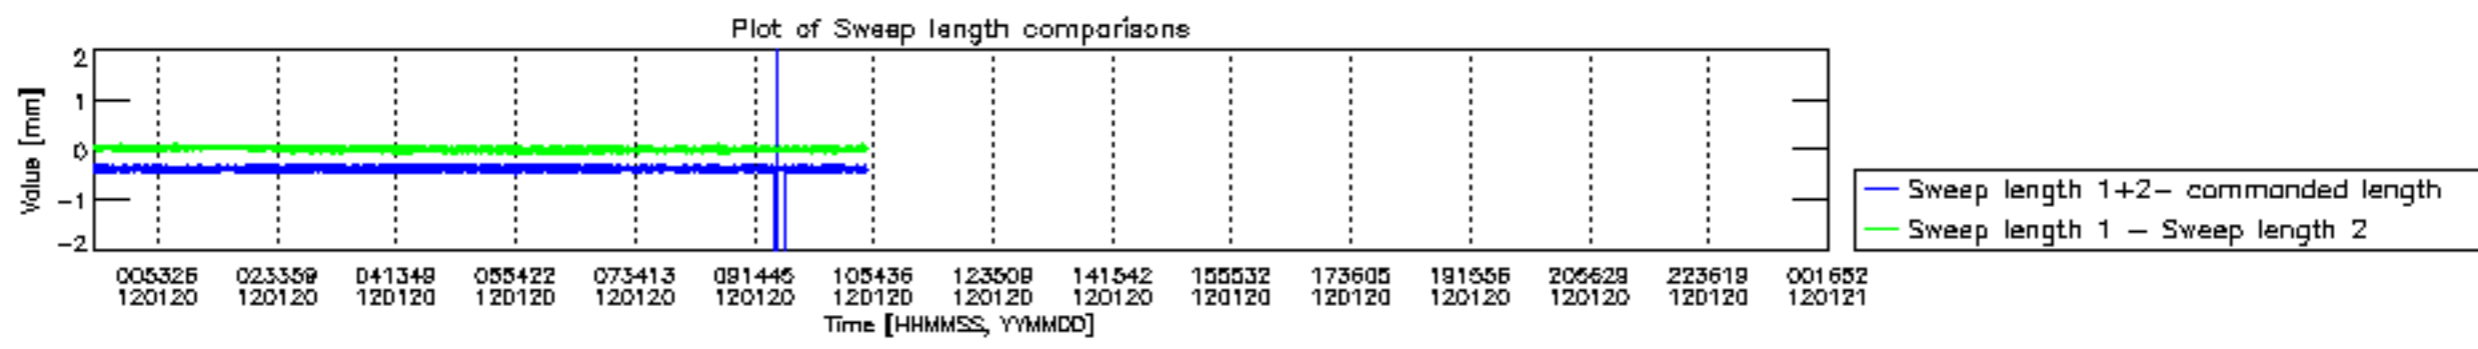 Plot of Sweep length comparisons
Value [mm]
2
1
0
-1
-2
005326 023359 041349 055422 073413 091446 105436 123509 141542 155532 173605 191556 205629 223619 001652
120120 120120 120120 120120 120120 120120 120120 120120 120120 120120 120120 120120 120120 120120 120121
Time [HHMMSS, YYMMDD]
Sweep length 1+2- commanded length
Sweep length 1 - Sweep length 2